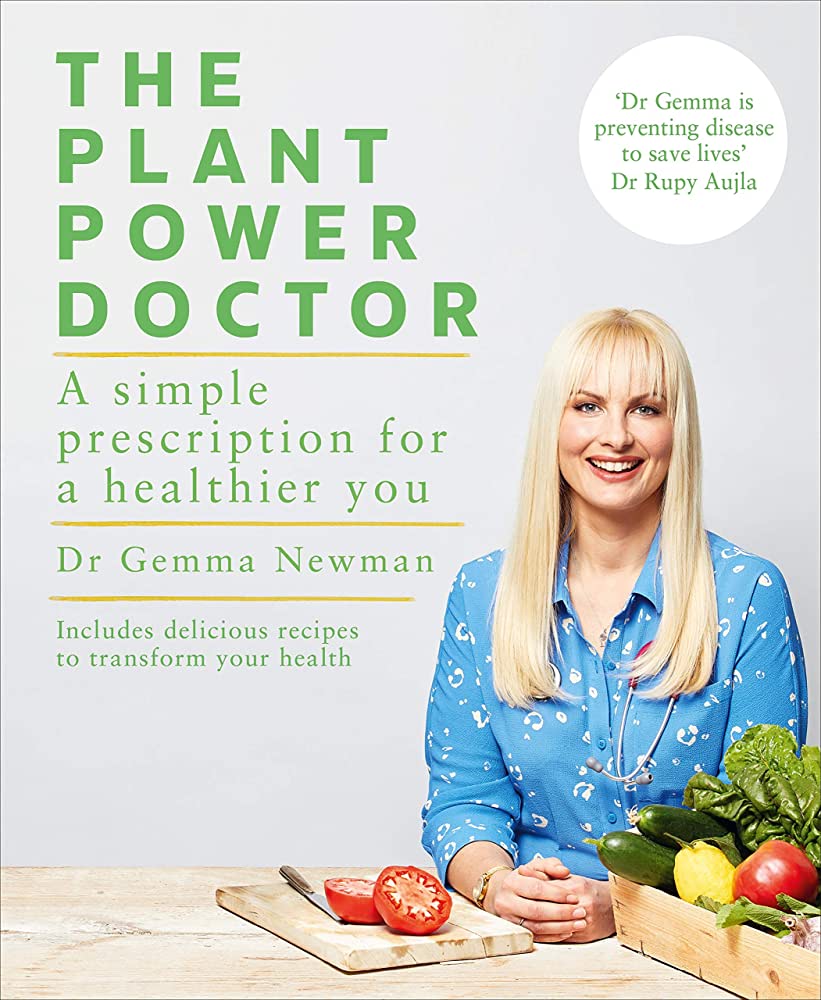 THE
PLANT
POWER
DOCTOR
A simple
prescription for
a healthier you
Dr Gemma Newman
Includes delicious recipes
to transform your health
‘Dr Gemma is
preventing disease
to save lives’
Dr Rupy Aujla